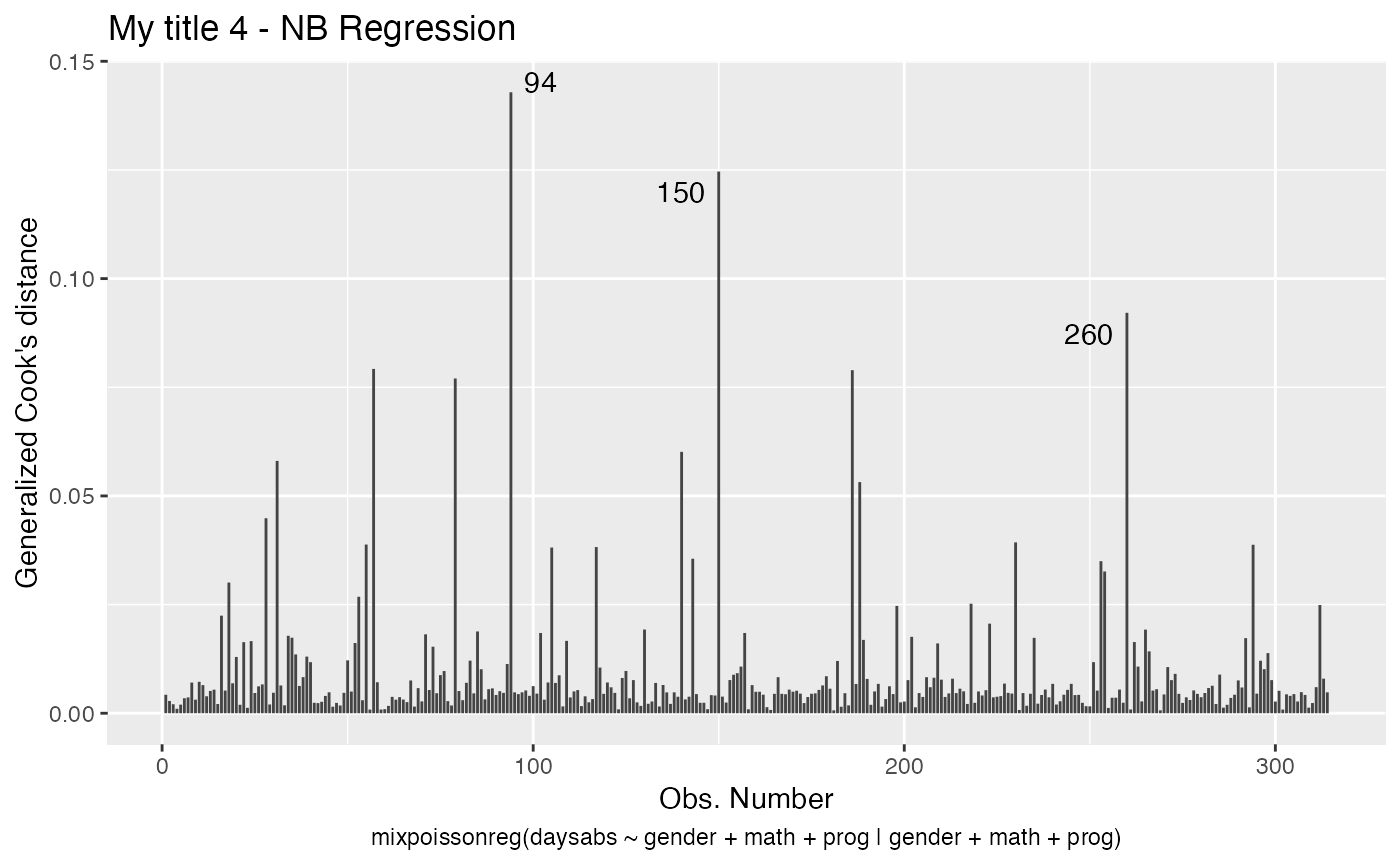 My title 4 - NB Regression
0.15
94
150
0.10
260
0.05
0.00
Generalized Cook's distance
0 100 200 300
Obs. Number
mixpoissonreg(daysabs ~ gender + math + prog | gender + math + prog)